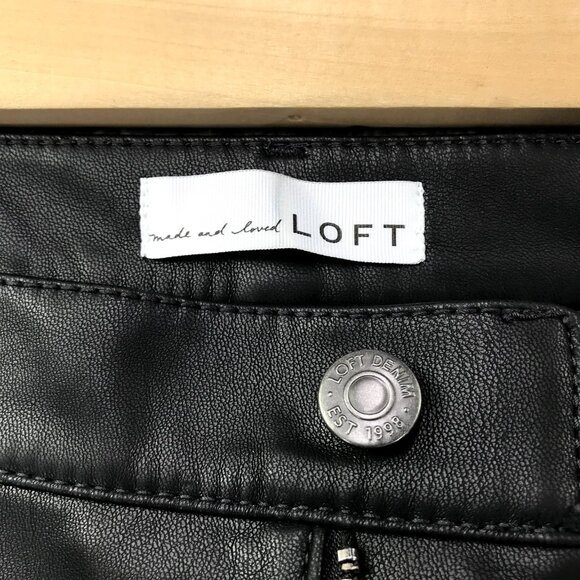 made and loved LOFT
· LOFT DENIM ·
EST 1998